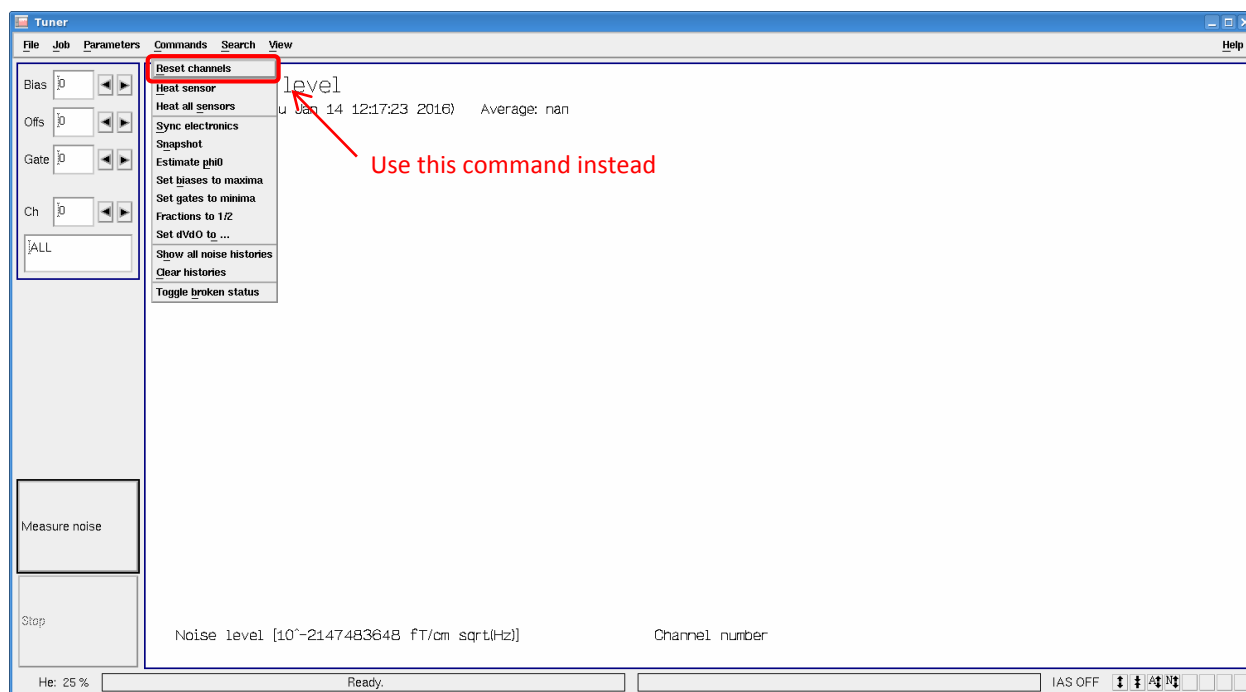 Tuner
File Job Parameters Commands Search View Help
Bias 0
Offs 0
Gate 0
Ch 0
ALL
Reset channels
Heat sensor
Heat all sensors
Sync electronics
Snapshot
Estimate phi0
Set biases to maxima
Set gates to minima
Fractions to 1/2
Set dVdO to ...
Show all noise histories
Clear histories
Toggle broken status
level
Jan 14 12:17:23 2016) Average: nan
Use this command instead
Measure noise
Stop
Noise level [10^-2147483648 fT/cm sqrt(Hz)] Channel number
He: 25 % Ready. IAS OFF